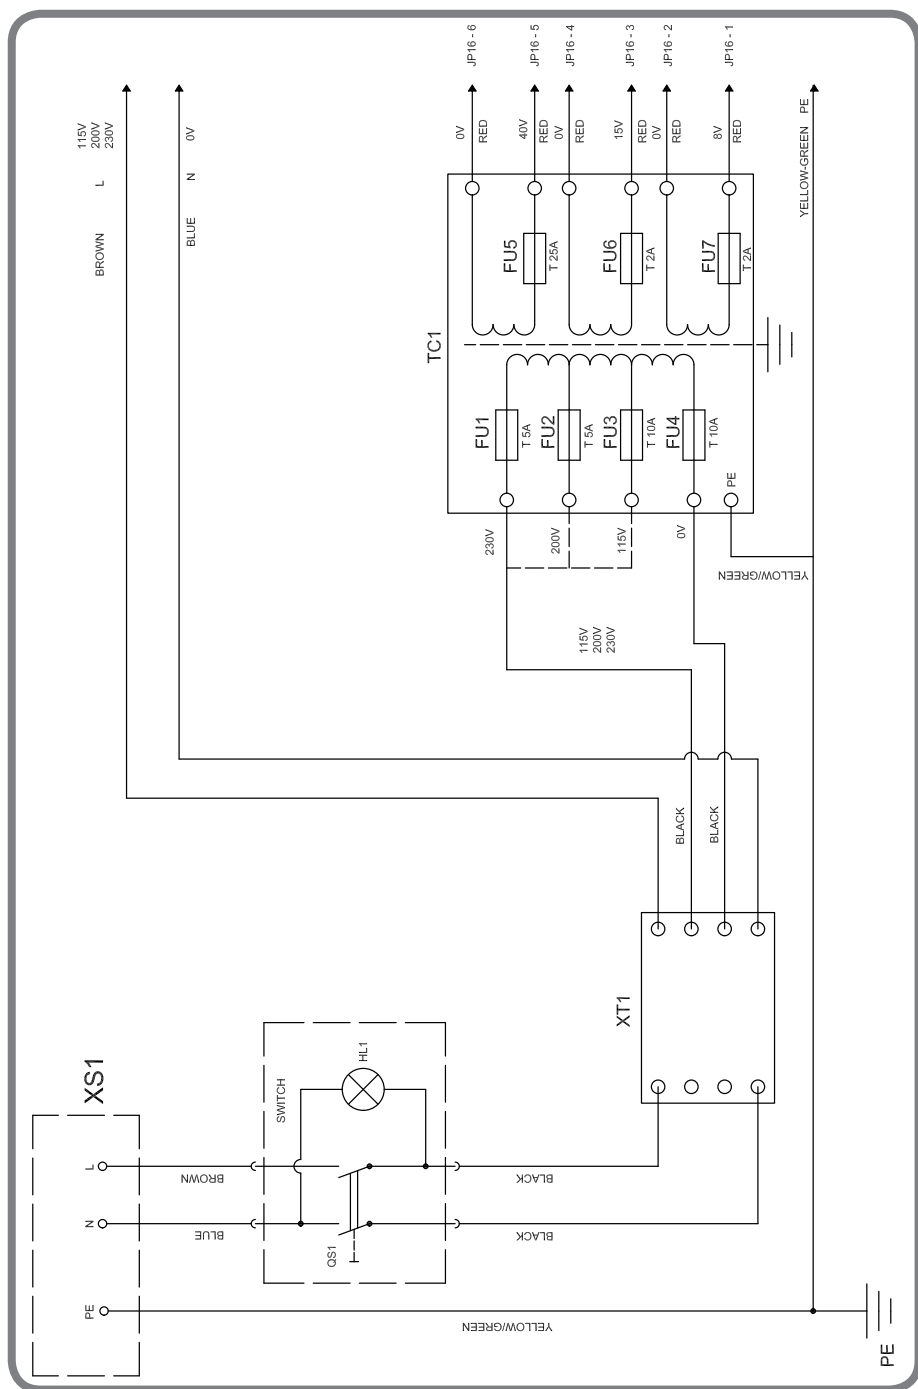 XS1
L
N
PE
BROWN
BLUE
YELLOW/GREEN
SWITCH
HL1
QS1
BLACK
BLACK
PE
XT1
BLACK
BLACK
115V
200V
230V
230V
200V
115V
0V
PE
YELLOW/GREEN
TC1
FU1
T 5A
FU2
T 5A
FU3
T 10A
FU4
T 10A
FU5
T 25A
FU6
T 2A
FU7
T 2A
BROWN L 115V
200V
230V
BLUE N 0V
0V
RED
JP16 - 6
40V
RED
JP16 - 5
0V
RED
JP16 - 4
15V
RED
JP16 - 3
0V
RED
JP16 - 2
8V
RED
JP16 - 1
YELLOW-GREEN PE